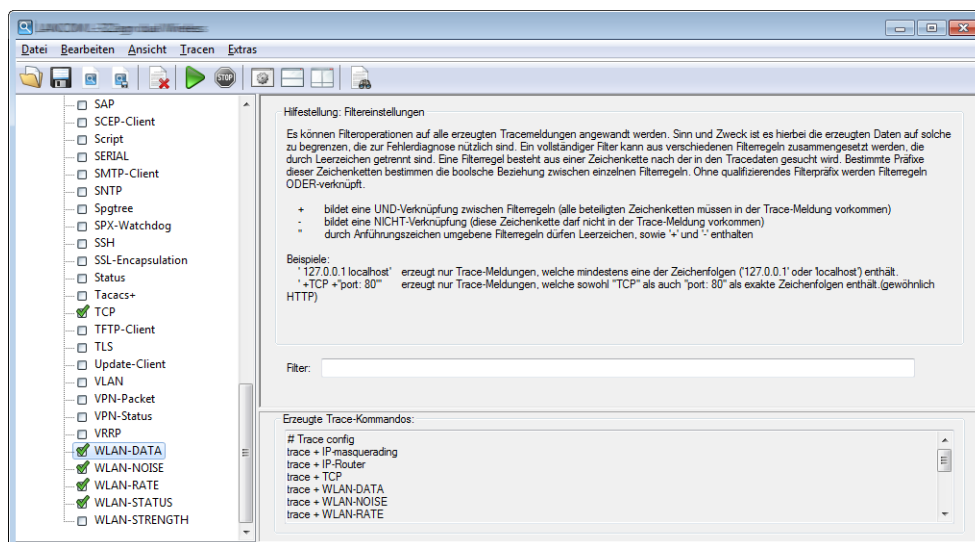 Datei Bearbeiten Ansicht Tracen Extras
STOP
SAP
SCEP-Client
Script
SERIAL
SMTP-Client
SNTP
Spgtree
SPX-Watchdog
SSH
SSL-Encapsulation
Status
Tacacs+
TCP
TFTP-Client
TLS
Update-Client
VLAN
VPN-Packet
VPN-Status
VRRP
WLAN-DATA
WLAN-NOISE
WLAN-RATE
WLAN-STATUS
WLAN-STRENGTH
Hilfestellung: Filtereinstellungen
Es können Filteroperationen auf alle erzeugten Tracemeldungen angewandt werden. Sinn und Zweck ist es hierbei die erzeugten Daten auf solche
zu begrenzen, die zur Fehlerdiagnose nützlich sind. Ein vollständiger Filter kann aus verschiedenen Filterregeln zusammengesetzt werden, die
durch Leerzeichen getrennt sind. Eine Filterregel besteht aus einer Zeichenkette nach der in den Tracedaten gesucht wird. Bestimmte Präfixe
dieser Zeichenketten bestimmen die boolsche Beziehung zwischen einzelnen Filterregeln. Ohne qualifizierendes Filterpräfix werden Filterregeln
ODER-verknüpft.
+ bildet eine UND-Verknüpfung zwischen Filterregeln (alle beteiligten Zeichenketten müssen in der Trace-Meldung vorkommen)
- bildet eine NICHT-Verknüpfung (diese Zeichenkette darf nicht in der Trace-Meldung vorkommen)
" durch Anführungszeichen umgebene Filterregeln dürfen Leerzeichen, sowie '+' und '-' enthalten
Beispiele:
' 127.0.0.1 localhost' erzeugt nur Trace-Meldungen, welche mindestens eine der Zeichenfolgen ('127.0.0.1' oder 'localhost') enthält.
' +TCP +"port: 80"' erzeugt nur Trace-Meldungen, welche sowohl "TCP" als auch "port: 80" als exakte Zeichenfolgen enthält.(gewöhnlich
HTTP)
Filter:
Erzeugte Trace-Kommandos:
# Trace config
trace + IP-masquerading
trace + IP-Router
trace + TCP
trace + WLAN-DATA
trace + WLAN-NOISE
trace + WLAN-RATE